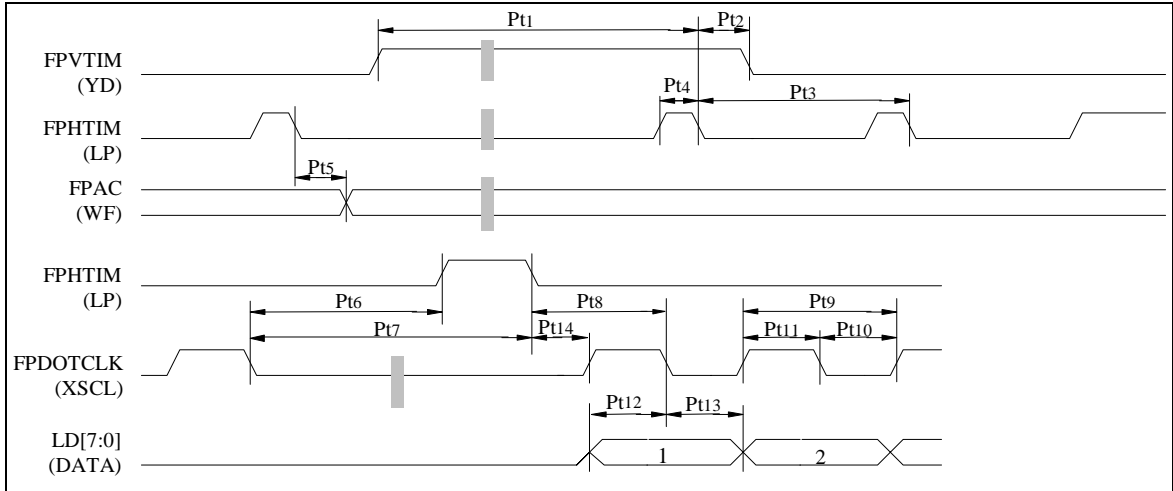 Pt1
Pt2
FPVTIM
(YD)
Pt4
Pt3
FPHTIM
(LP)
Pt5
FPAC
(WF)
FPHTIM
(LP)
Pt6
Pt8
Pt9
Pt7
Pt14
Pt11
Pt10
FPDOTCLK
(XSCL)
Pt12
Pt13
LD[7:0]
(DATA)
1
2